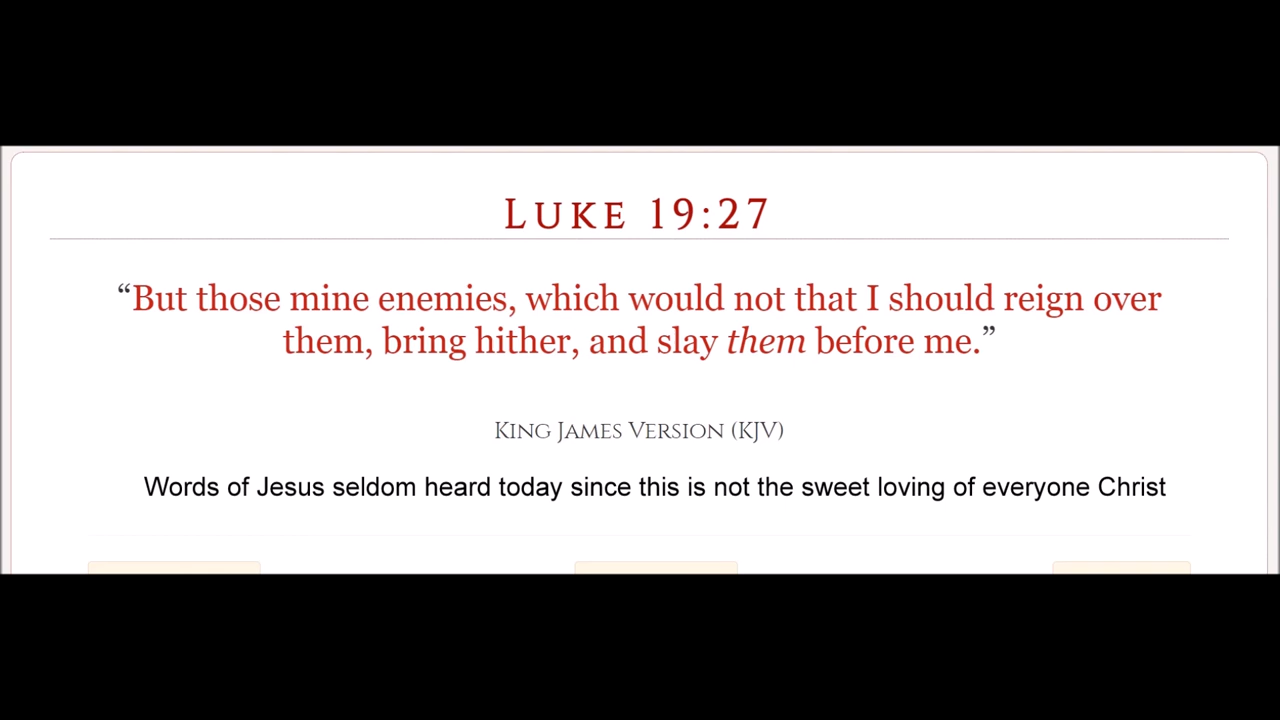 LUKE 19:27
“But those mine enemies, which would not that I should reign over
them, bring hither, and slay them before me.”
KING JAMES VERSION (KJV)
Words of Jesus seldom heard today since this is not the sweet loving of everyone Christ